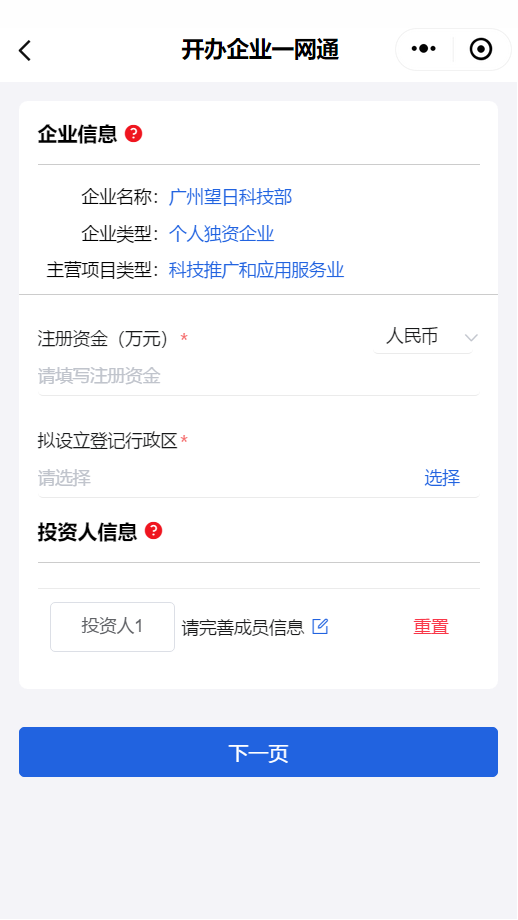 开办企业一网通
企业信息 ?
企业名称：广州望日科技部
企业类型：个人独资企业
主营项目类型：科技推广和应用服务业
注册资金（万元） * 人民币
请填写注册资金
拟设立登记行政区 *
请选择 选择
投资人信息 ?
投资人1 请完善成员信息 重置
下一页